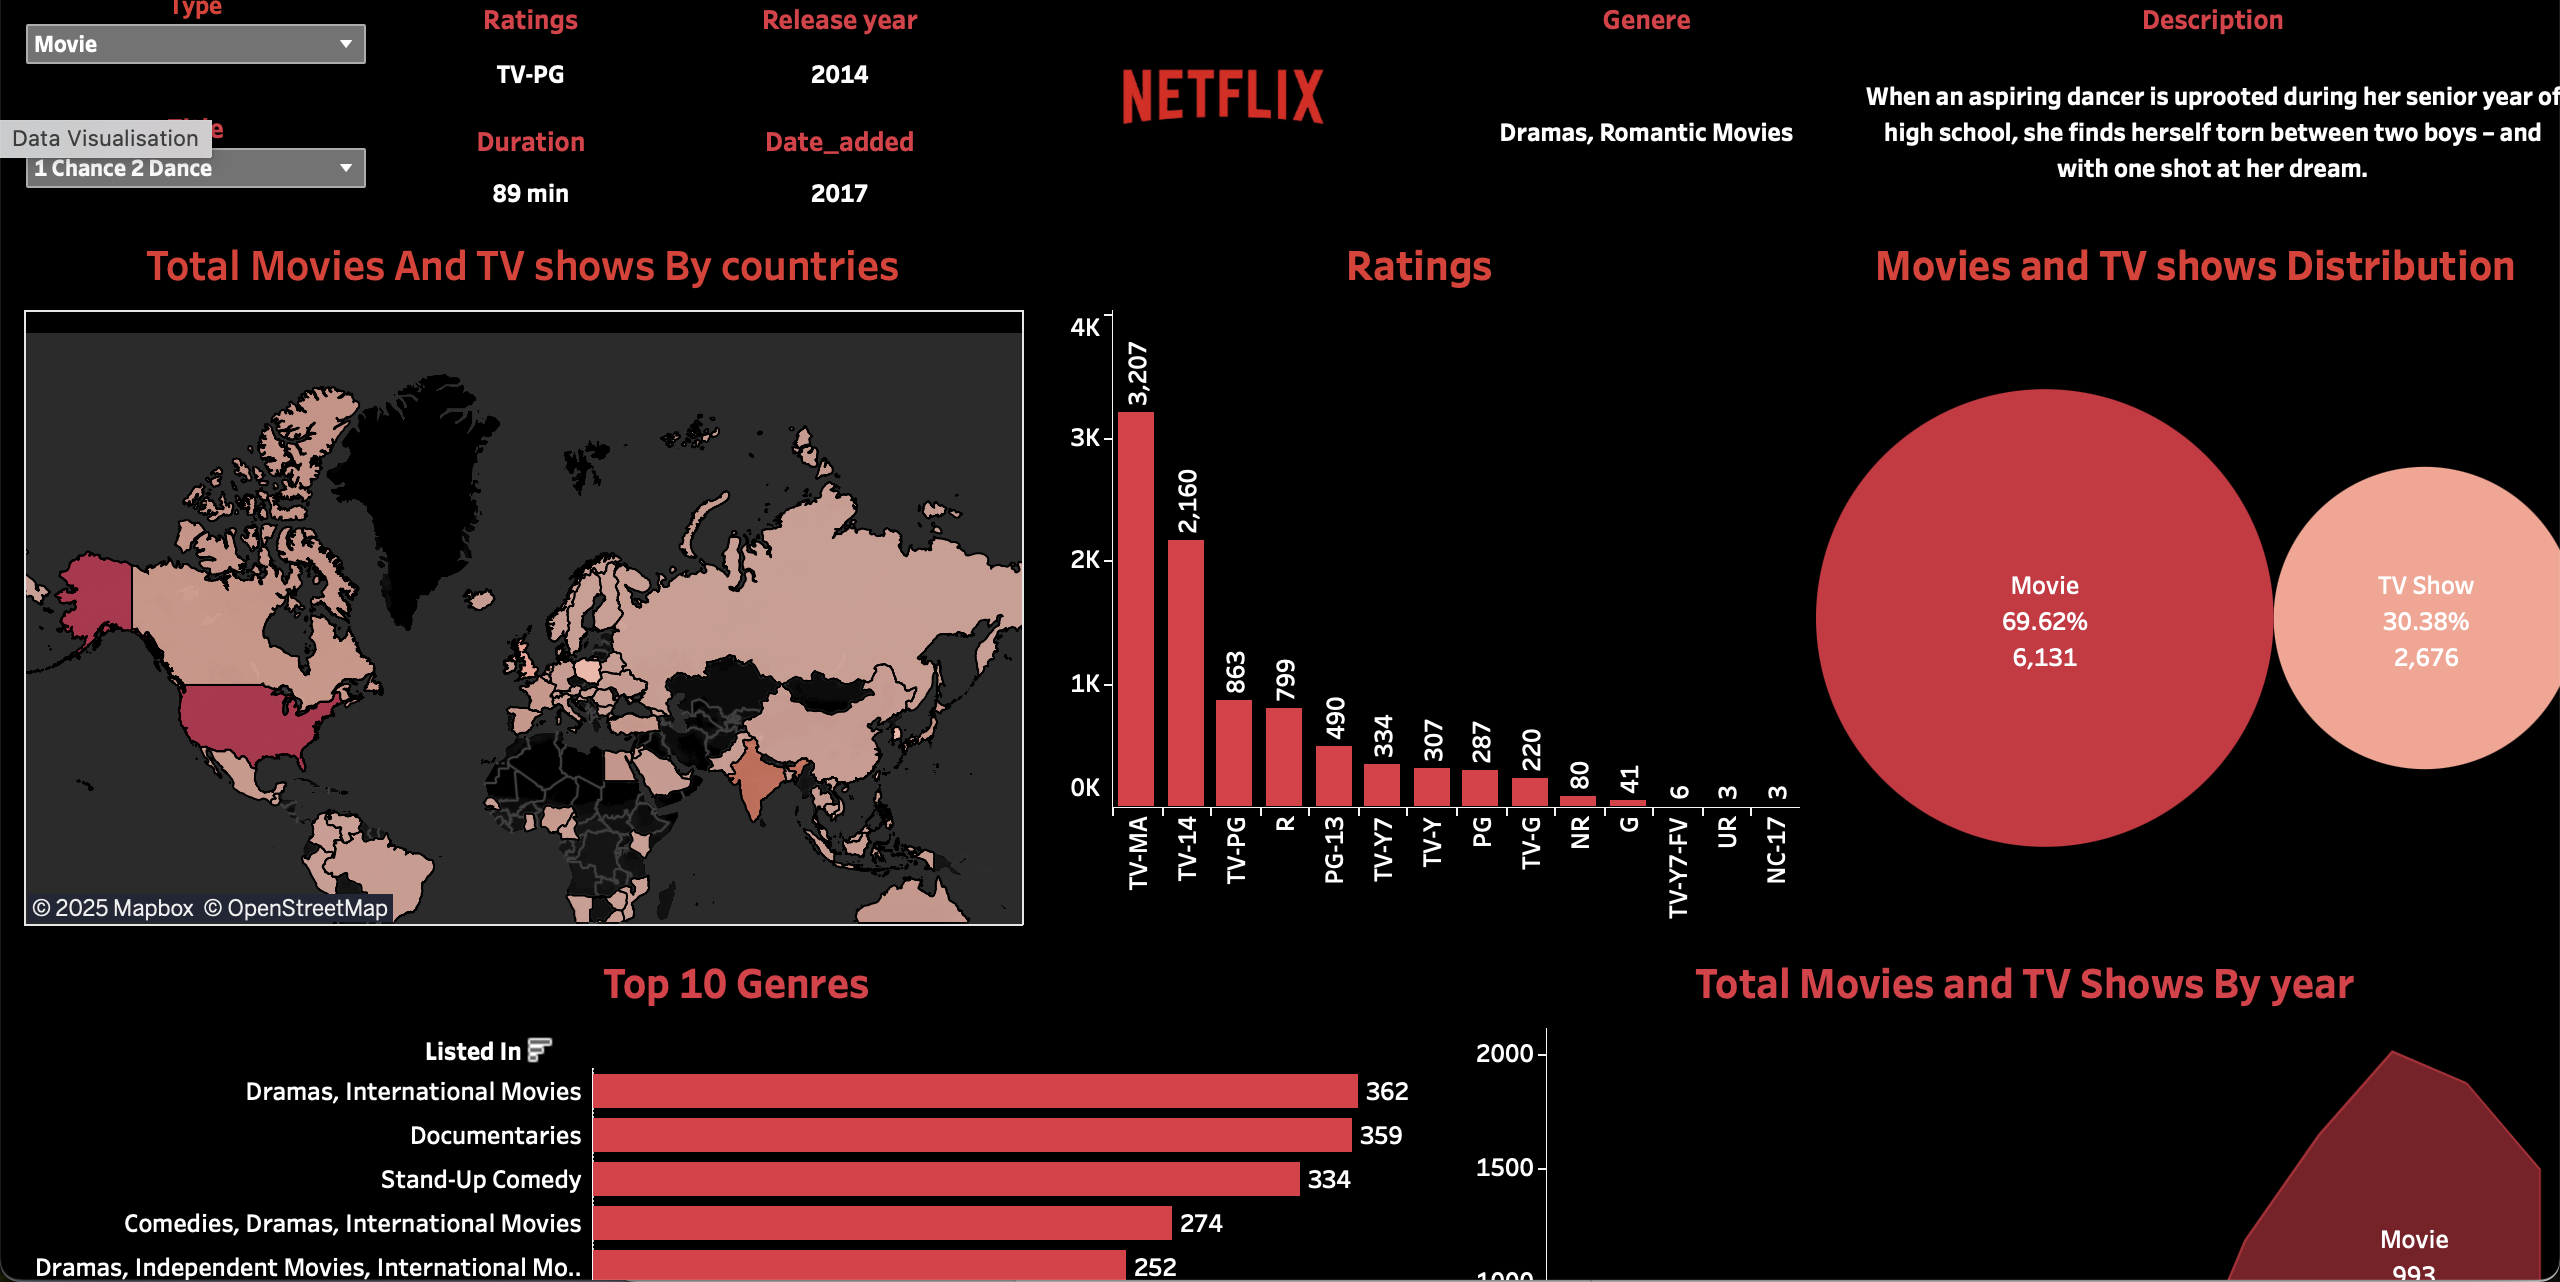 Type
Movie
Data Visualisation
1 Chance 2 Dance
Ratings
TV-PG
Release year
2014
Duration
89 min
Date_added
2017
NETFLIX
Genere
Dramas, Romantic Movies
Description
When an aspiring dancer is uprooted during her senior year of
high school, she finds herself torn between two boys – and
with one shot at her dream.
Total Movies And TV shows By countries
© 2025 Mapbox © OpenStreetMap
Ratings
4K
3K
2K
1K
0K
3,207
2,160
863
799
490
334
307
287
220
80
41
6
3
3
TV-MA
TV-14
TV-PG
R
PG-13
TV-Y7
TV-Y
PG
TV-G
NR
G
TV-Y7-FV
UR
NC-17
Movies and TV shows Distribution
Movie
69.62%
6,131
TV Show
30.38%
2,676
Top 10 Genres
Listed In
Dramas, International Movies 362
Documentaries 359
Stand-Up Comedy 334
Comedies, Dramas, International Movies 274
Dramas, Independent Movies, International Mo.. 252
Total Movies and TV Shows By year
2000
1500
1000
Movie
993